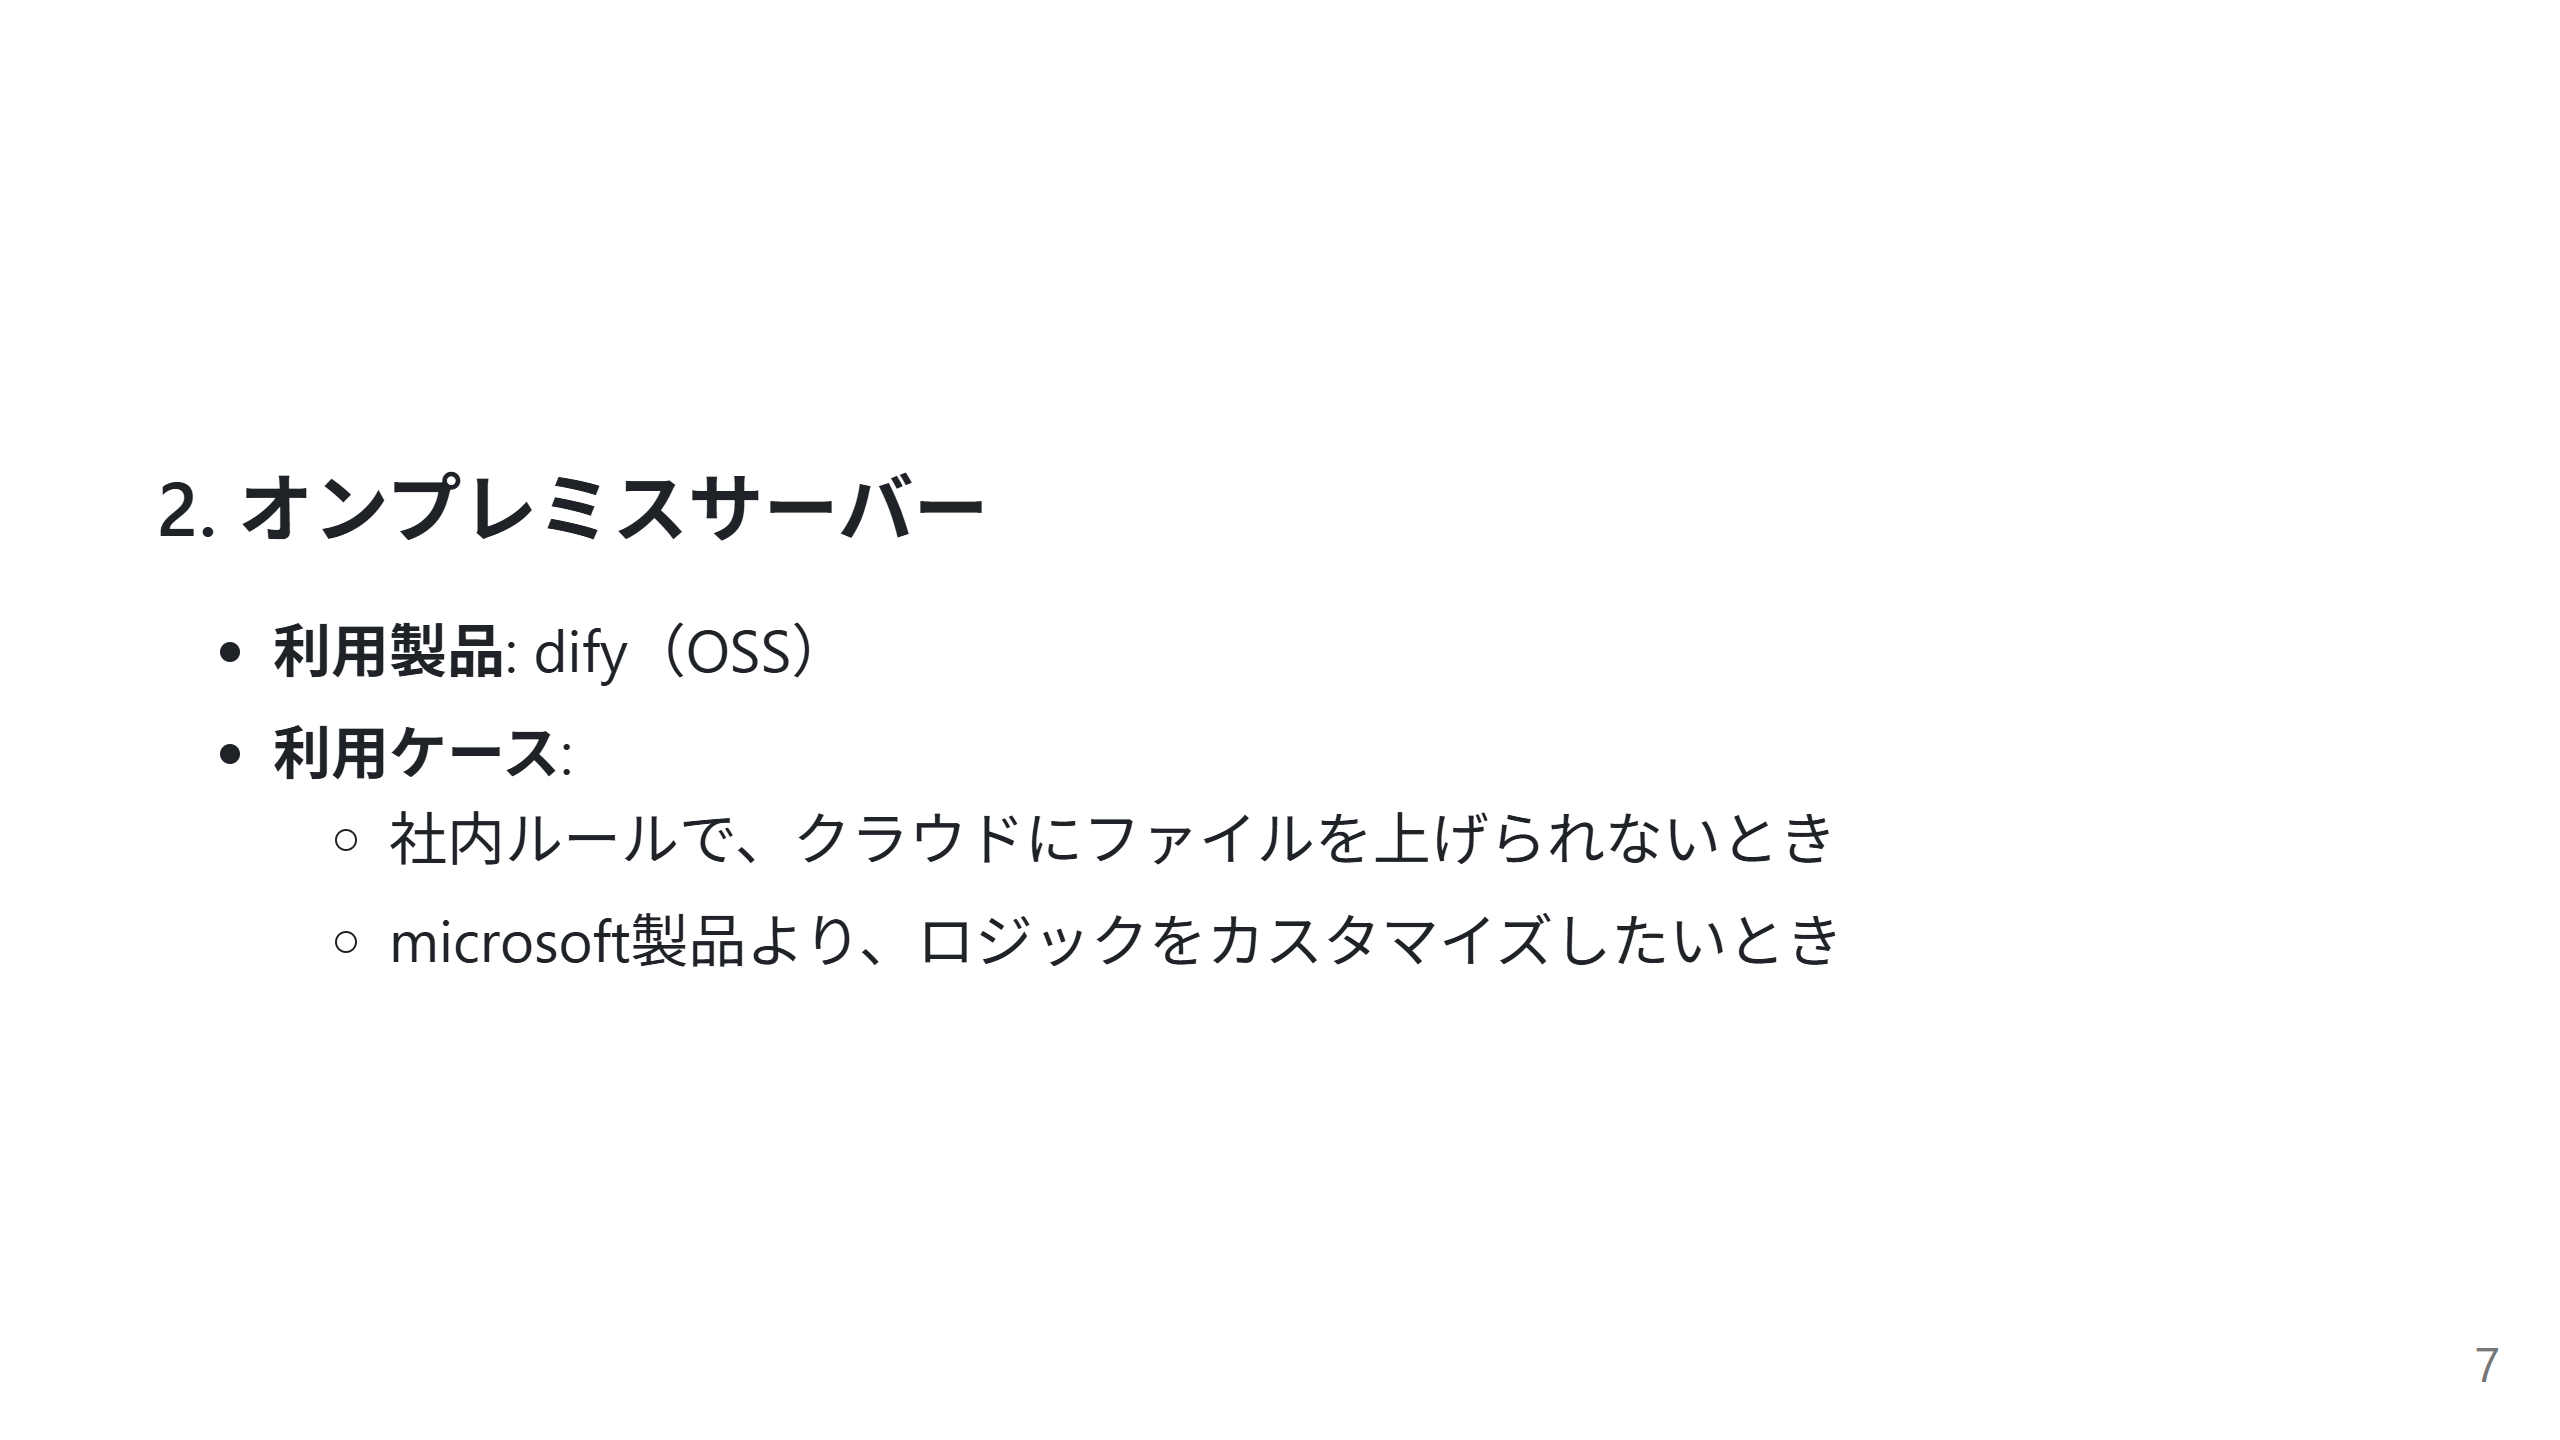 2. オンプレミスサーバー
• 利用製品: dify（OSS）
• 利用ケース:
○ 社内ルールで、クラウドにファイルを上げられないとき
○ microsoft製品より、ロジックをカスタマイズしたいとき
7